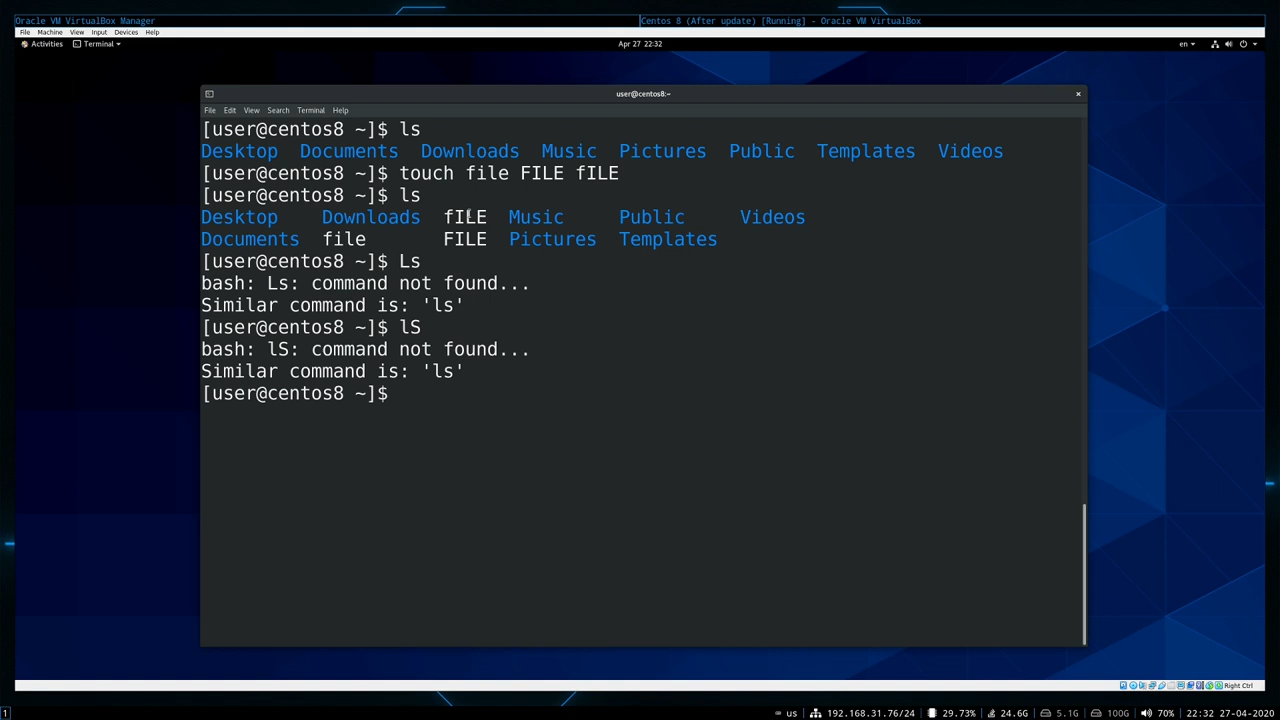 Oracle VM VirtualBox Manager
Centos 8 (After update) [Running] - Oracle VM VirtualBox
File Machine View Input Devices Help
Activities Terminal Apr 27 22:32 en
user@centos8:~
File Edit View Search Terminal Help
[user@centos8 ~]$ ls
Desktop Documents Downloads Music Pictures Public Templates Videos
[user@centos8 ~]$ touch file FILE fILE
[user@centos8 ~]$ ls
Desktop Downloads fILE Music Public Videos
Documents file FILE Pictures Templates
[user@centos8 ~]$ Ls
bash: Ls: command not found...
Similar command is: 'ls'
[user@centos8 ~]$ lS
bash: lS: command not found...
Similar command is: 'ls'
[user@centos8 ~]$
Right Ctrl
1 us 192.168.31.76/24 29.73% 24.6G 5.1G 100G 70% 22:32 27-04-2020